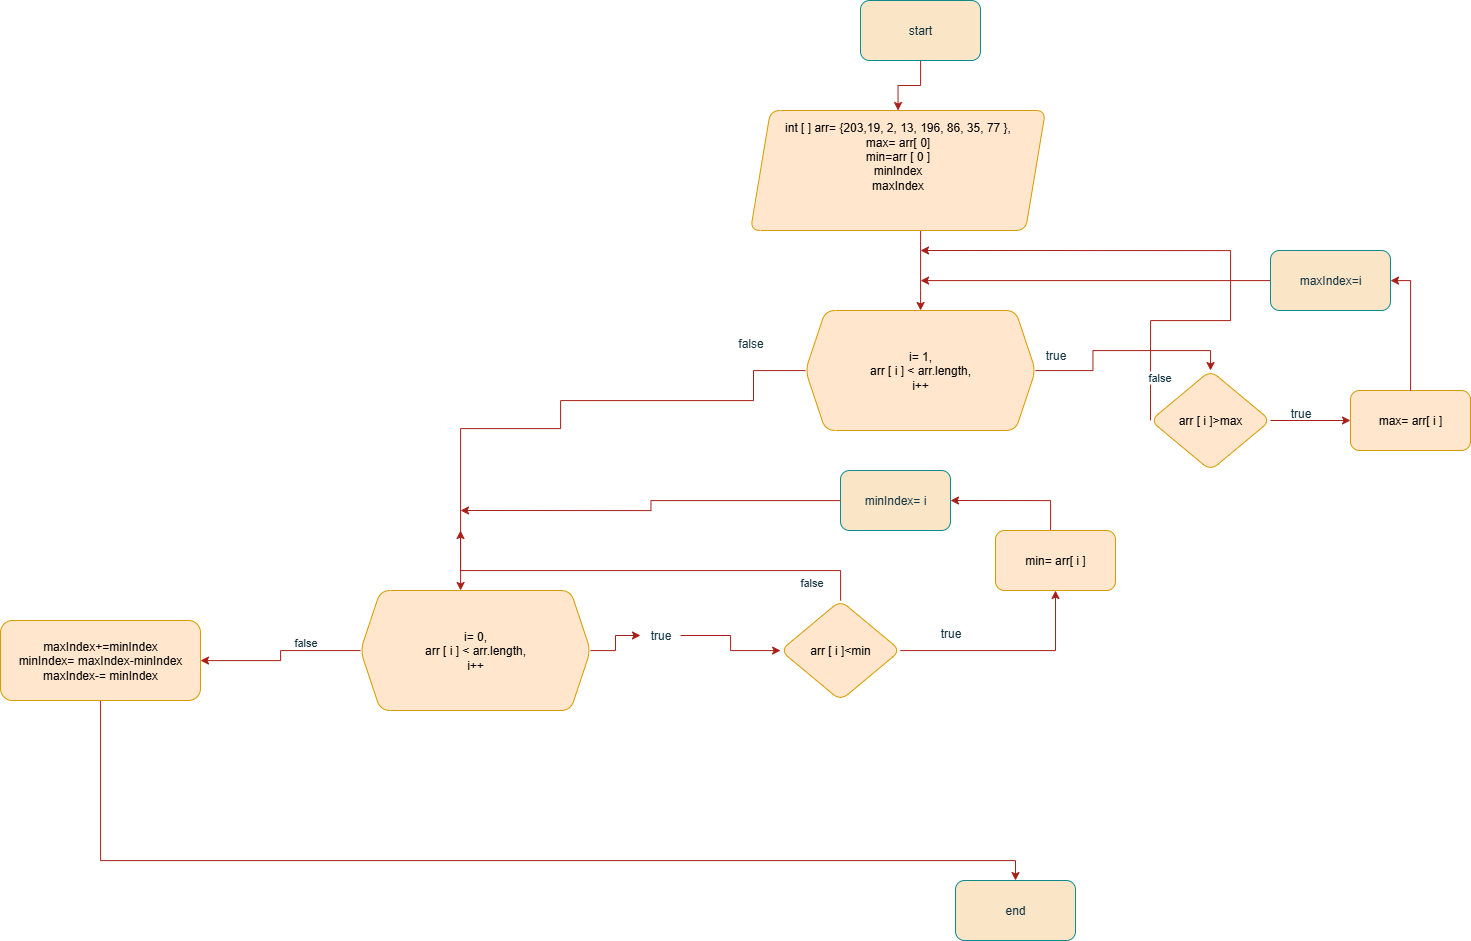 start
int [ ] arr= {203,19, 2, 13, 196, 86, 35, 77 },
max= arr[ 0]
min=arr [ 0 ]
minIndex
maxIndex
maxIndex=i
false
i= 1,
arr [ i ] < arr.length,
i++
true
false
arr [ i ]>max
true
max= arr[ i ]
minIndex= i
min= arr[ i ]
false
maxIndex+=minIndex
minIndex= maxIndex-minIndex
maxIndex-= minIndex
false
i= 0,
arr [ i ] < arr.length,
i++
true
arr [ i ]<min
true
end